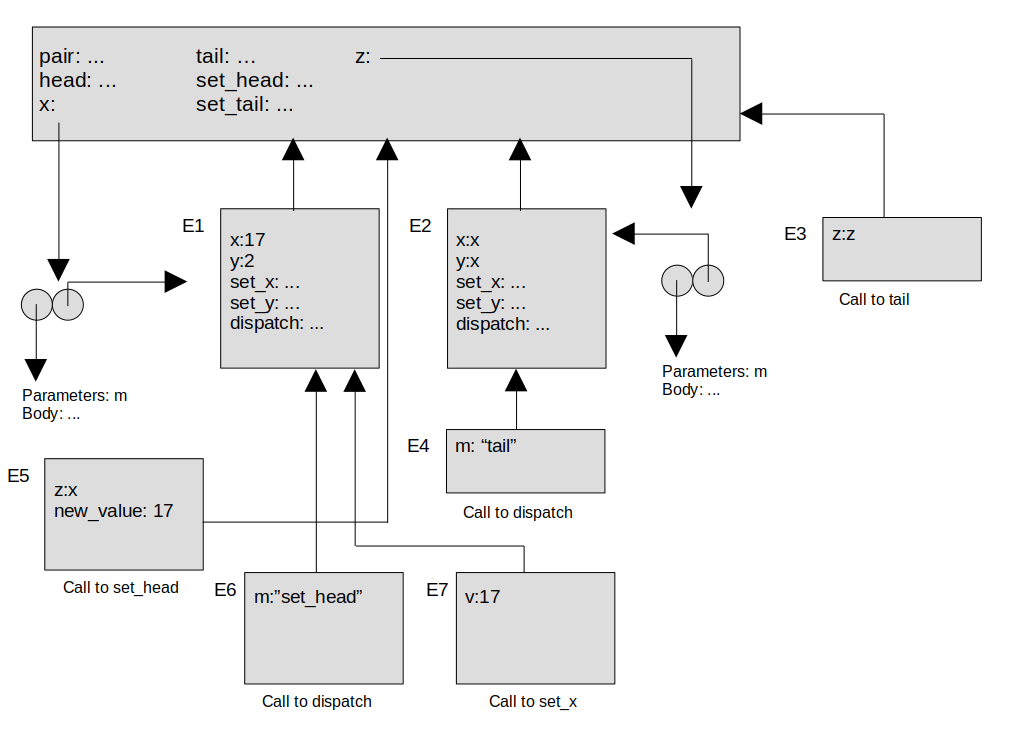 pair: ...
head: ...
x:
tail: ...
set_head: ...
set_tail: ...
z:
E1
x:17
y:2
set_x: ...
set_y: ...
dispatch: ...
E2
x:x
y:x
set_x: ...
set_y: ...
dispatch: ...
E3
z:z
Call to tail
Parameters: m
Body: ...
Parameters: m
Body: ...
E4
m: “tail”
Call to dispatch
E5
z:x
new_value: 17
Call to set_head
E6
m:”set_head”
Call to dispatch
E7
v:17
Call to set_x